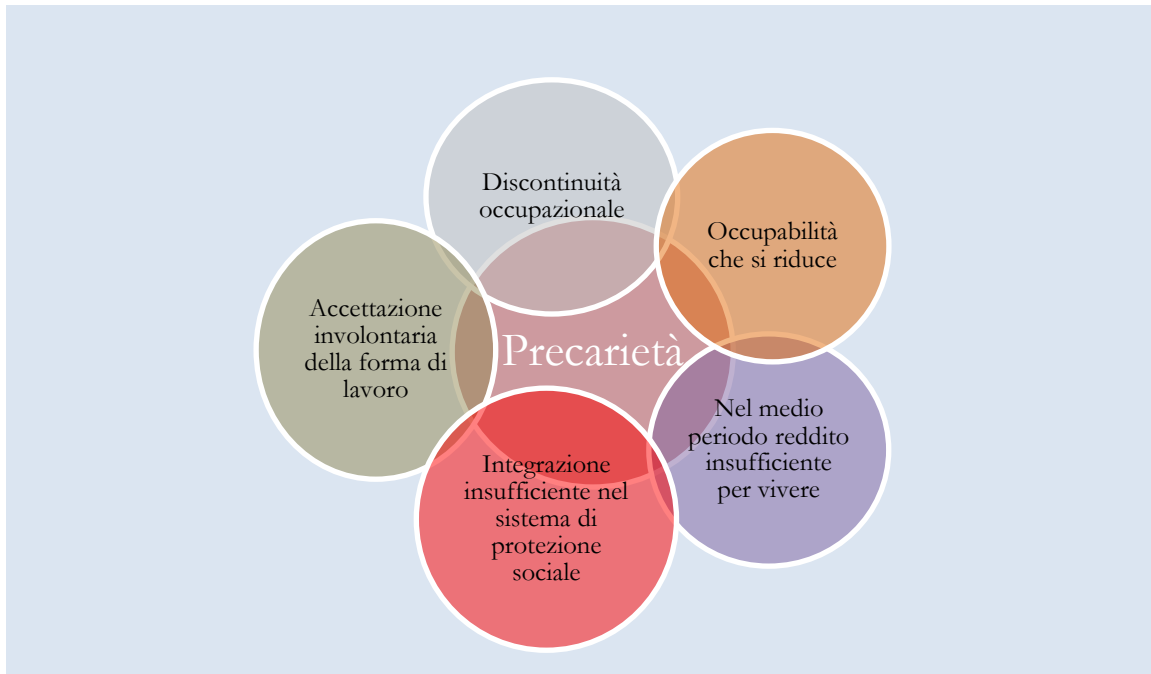 Discontinuità
occupazionale
Occupabilità
che si riduce
Accettazione
involontaria
della forma di
lavoro
Precarietà
Nel medio
periodo reddito
insufficiente
per vivere
Integrazione
insufficiente nel
sistema di
protezione
sociale